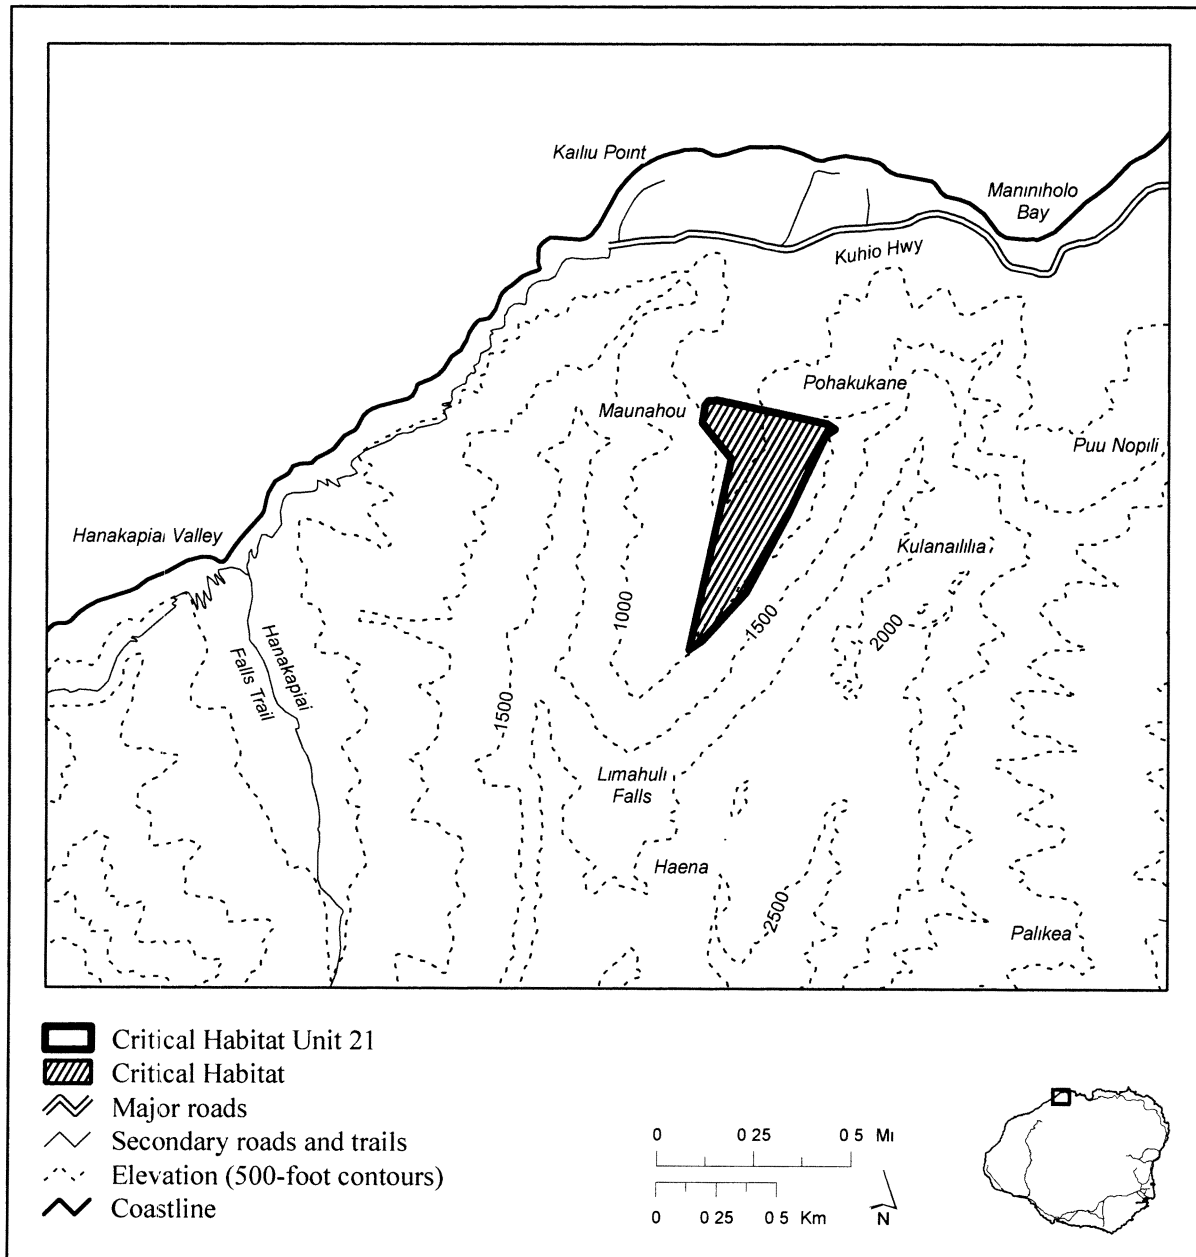 Kailiu Point
Maniniholo
Bay
Kuhio Hwy
Pohakukane
Maunahou
Puu Nopili
Hanakapiai Valley
Kulanaililia
1000
1500
2000
Hanakapiai
Falls Trail
1500
Limahuli
Falls
Haena
2500
Palikea
Critical Habitat Unit 21
Critical Habitat
Major roads
Secondary roads and trails
Elevation (500-foot contours)
Coastline
0 0 25 0 5 Mi
0 0 25 0 5 Km
N